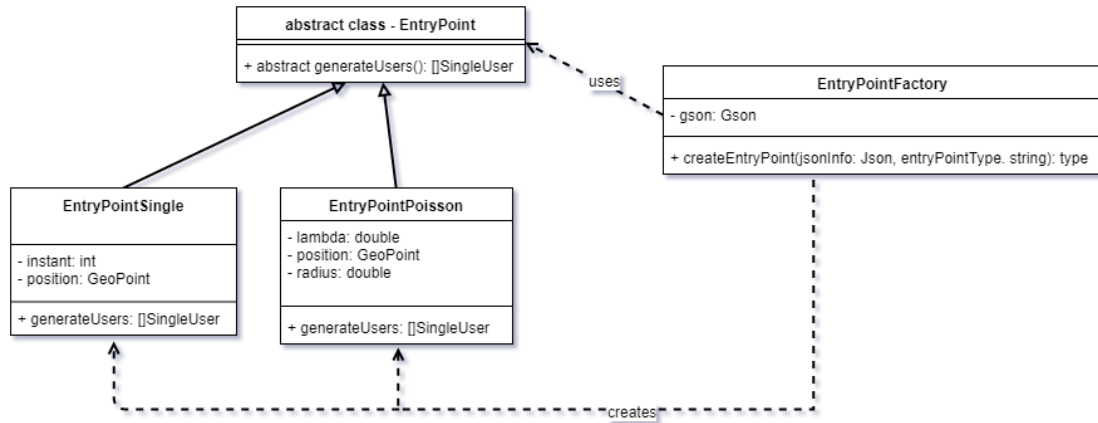 abstract class - EntryPoint
+ abstract generateUsers(): []SingleUser
uses
EntryPointFactory
- gson: Gson
+ createEntryPoint(jsonInfo: Json, entryPointType. string): type
EntryPointSingle
- instant: int
- position: GeoPoint
+ generateUsers: []SingleUser
EntryPointPoisson
- lambda: double
- position: GeoPoint
- radius: double
+ generateUsers: []SingleUser
creates